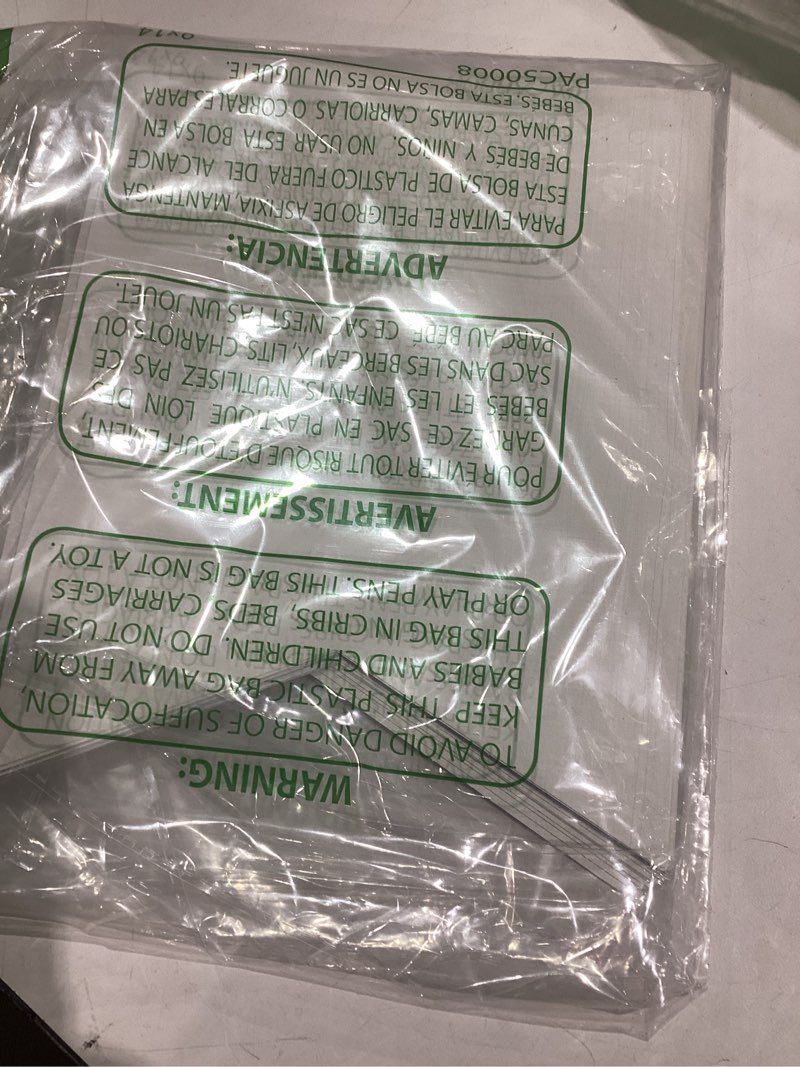 WARNING:
TO AVOID DANGER OF SUFFOCATION,
KEEP THIS PLASTIC BAG AWAY FROM
BABIES AND CHILDREN. DO NOT USE
THIS BAG IN CRIBS, BEDS, CARRIAGES
OR PLAY PENS. THIS BAG IS NOT A TOY.
AVERTISSEMENT:
POUR EVITER TOUT RISQUE D'ETOUFFEMENT,
GARDEZ CE SAC EN PLASTIQUE LOIN DES
BEBES ET LES ENFANTS N'UTILISEZ PAS CE
SAC DANS LES BERCEAUX, LITS CHARIOTS OU
PARC AU BEBE CE SAC N'EST PAS UN JOUET.
ADVERTENCIA:
PARA EVITAR EL PELIGRO DE ASFIXIA MANTENGA
ESTA BOLSA DE PLASTICO FUERA DEL ALCANCE
DE BEBES Y NIÑOS, NO USAR ESTA BOLSA EN
CUNAS, CAMAS, CARRIOLAS O CORRALES PARA
BEBES, ESTA BOLSA NO ES UN JUGUETE.
PAC50008
9x14